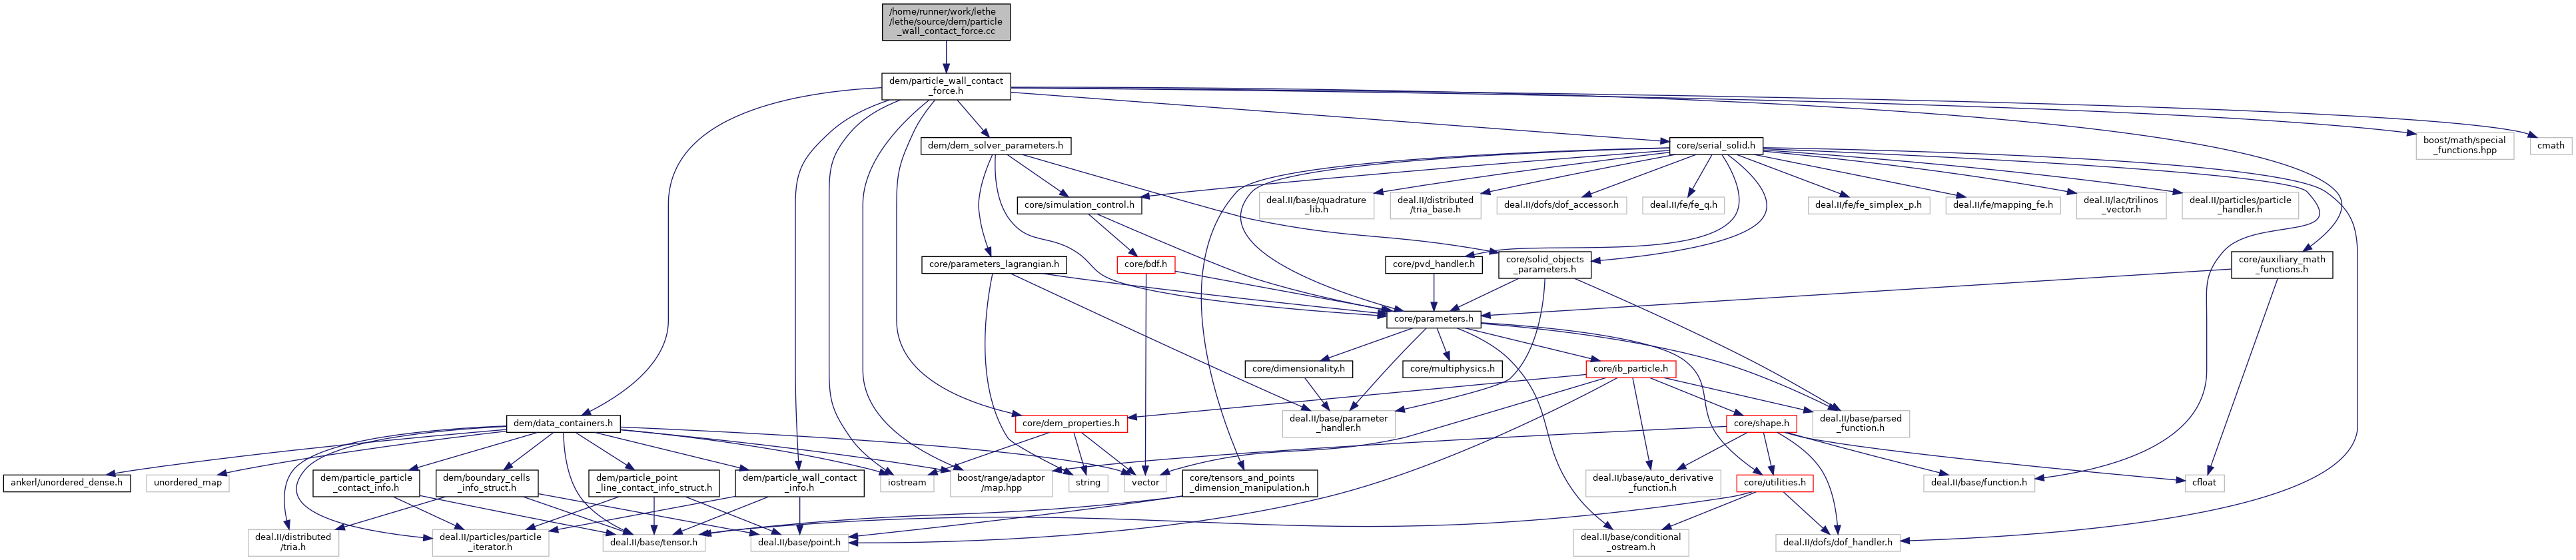 /home/runner/work/lethe
/lethe/source/dem/particle
_wall_contact_force.cc
dem/particle_wall_contact
_force.h
dem/dem_solver_parameters.h
core/serial_solid.h
boost/math/special
_functions.hpp
cmath
core/simulation_control.h
deal.II/base/quadrature
_lib.h
deal.II/distributed
/tria_base.h
deal.II/dofs/dof_accessor.h
deal.II/fe/fe_q.h
deal.II/fe/fe_simplex_p.h
deal.II/fe/mapping_fe.h
deal.II/lac/trilinos
_vector.h
deal.II/particles/particle
_handler.h
core/parameters_lagrangian.h
core/bdf.h
core/pvd_handler.h
core/solid_objects
_parameters.h
core/auxiliary_math
_functions.h
core/parameters.h
core/dimensionality.h
core/multiphysics.h
core/ib_particle.h
dem/data_containers.h
core/dem_properties.h
deal.II/base/parameter
_handler.h
core/shape.h
deal.II/base/parsed
_function.h
ankerl/unordered_dense.h
unordered_map
dem/particle_particle
_contact_info.h
dem/boundary_cells
_info_struct.h
dem/particle_point
_line_contact_info_struct.h
dem/particle_wall_contact
_info.h
iostream
boost/range/adaptor
/map.hpp
string
vector
core/tensors_and_points
_dimension_manipulation.h
deal.II/base/auto_derivative
_function.h
core/utilities.h
deal.II/base/function.h
cfloat
deal.II/distributed
/tria.h
deal.II/particles/particle
_iterator.h
deal.II/base/tensor.h
deal.II/base/point.h
deal.II/base/conditional
_ostream.h
deal.II/dofs/dof_handler.h